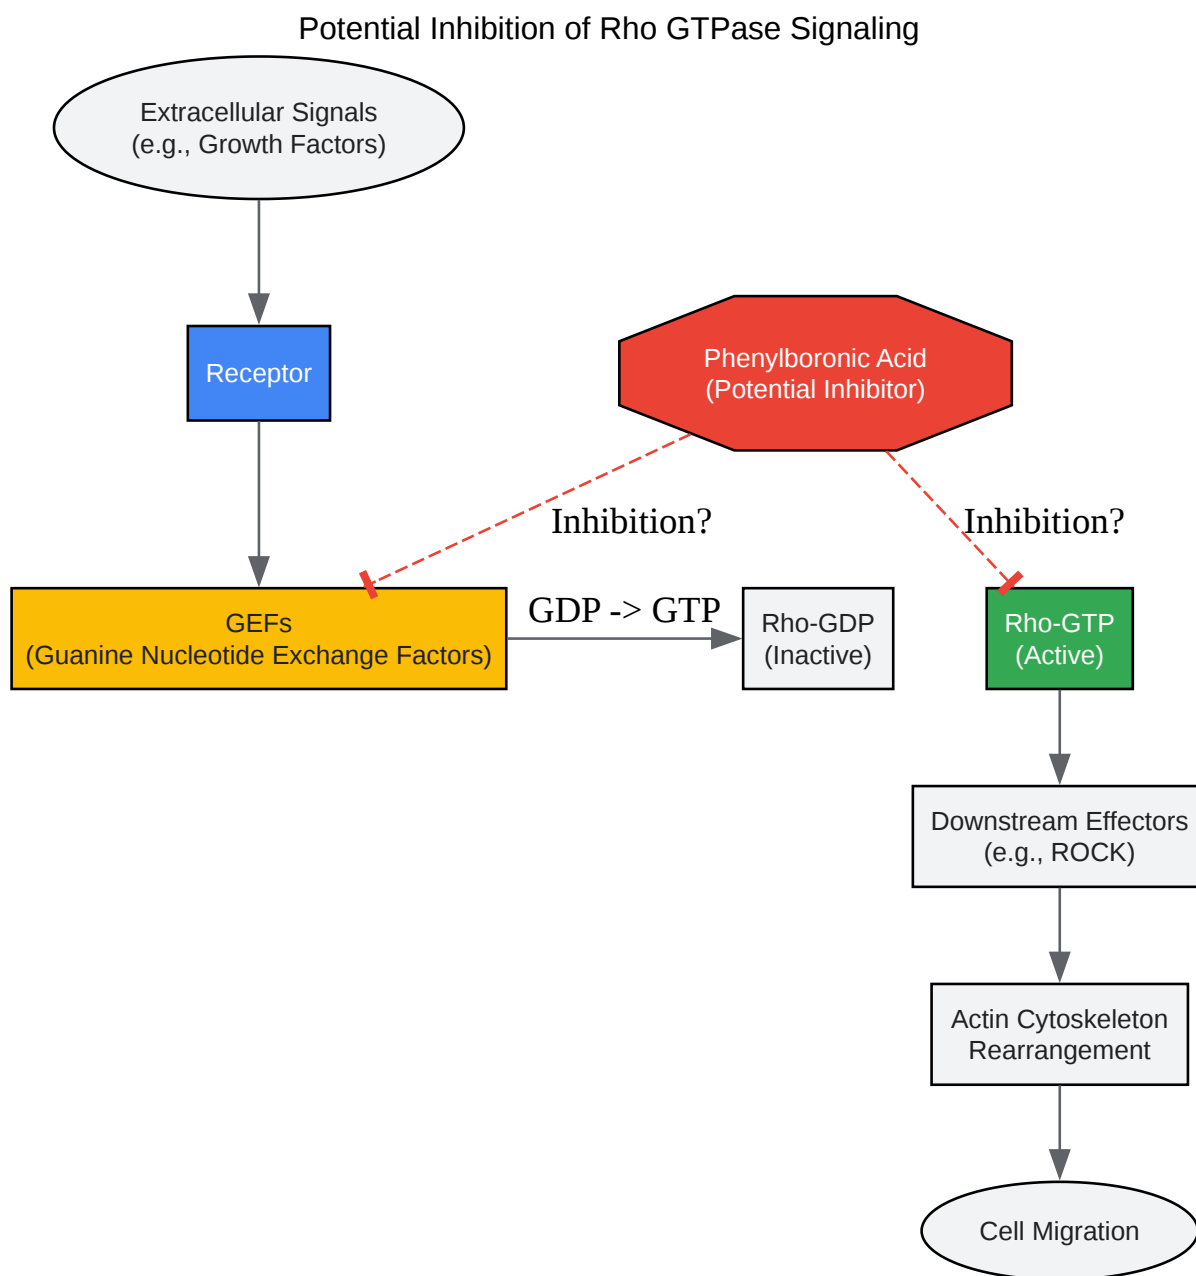 Potential Inhibition of Rho GTPase Signaling
Extracellular Signals
(e.g., Growth Factors)
Receptor
Phenylboronic Acid
(Potential Inhibitor)
Inhibition?
Inhibition?
GEFs
(Guanine Nucleotide Exchange Factors)
GDP -> GTP
Rho-GDP
(Inactive)
Rho-GTP
(Active)
Downstream Effectors
(e.g., ROCK)
Actin Cytoskeleton
Rearrangement
Cell Migration